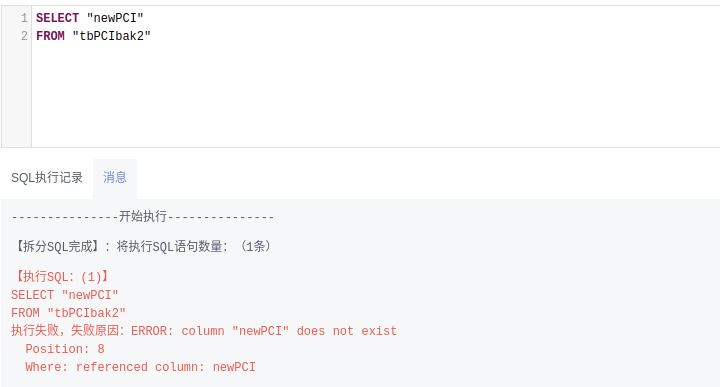 1 SELECT "newPCI"
2 FROM "tbPCIbak2"
SQL执行记录 消息
---------------开始执行---------------
【拆分SQL完成】：将执行SQL语句数量：（1条）
【执行SQL：(1)】
SELECT "newPCI"
FROM "tbPCIbak2"
执行失败，失败原因：ERROR: column "newPCI" does not exist
Position: 8
Where: referenced column: newPCI